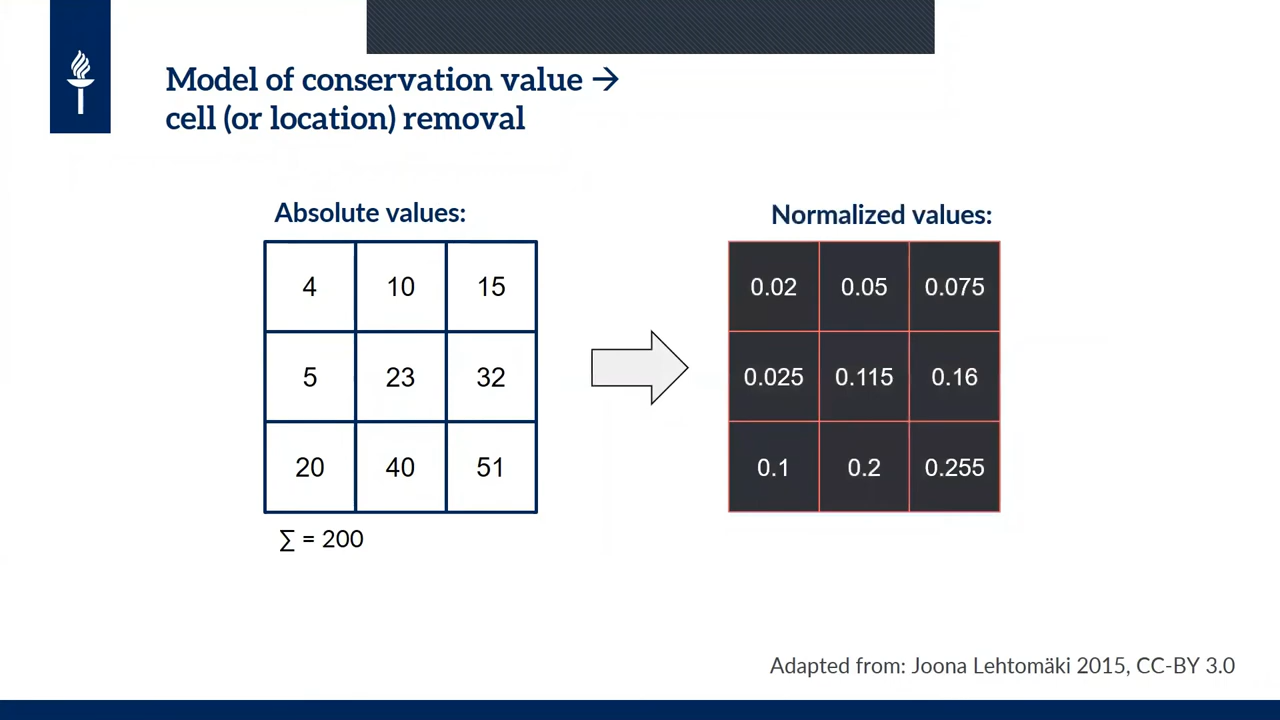 Model of conservation value →
cell (or location) removal
Absolute values:
Normalized values:
4 10 15
5 23 32
20 40 51
0.02 0.05 0.075
0.025 0.115 0.16
0.1 0.2 0.255
∑ = 200
Adapted from: Joona Lehtomäki 2015, CC-BY 3.0